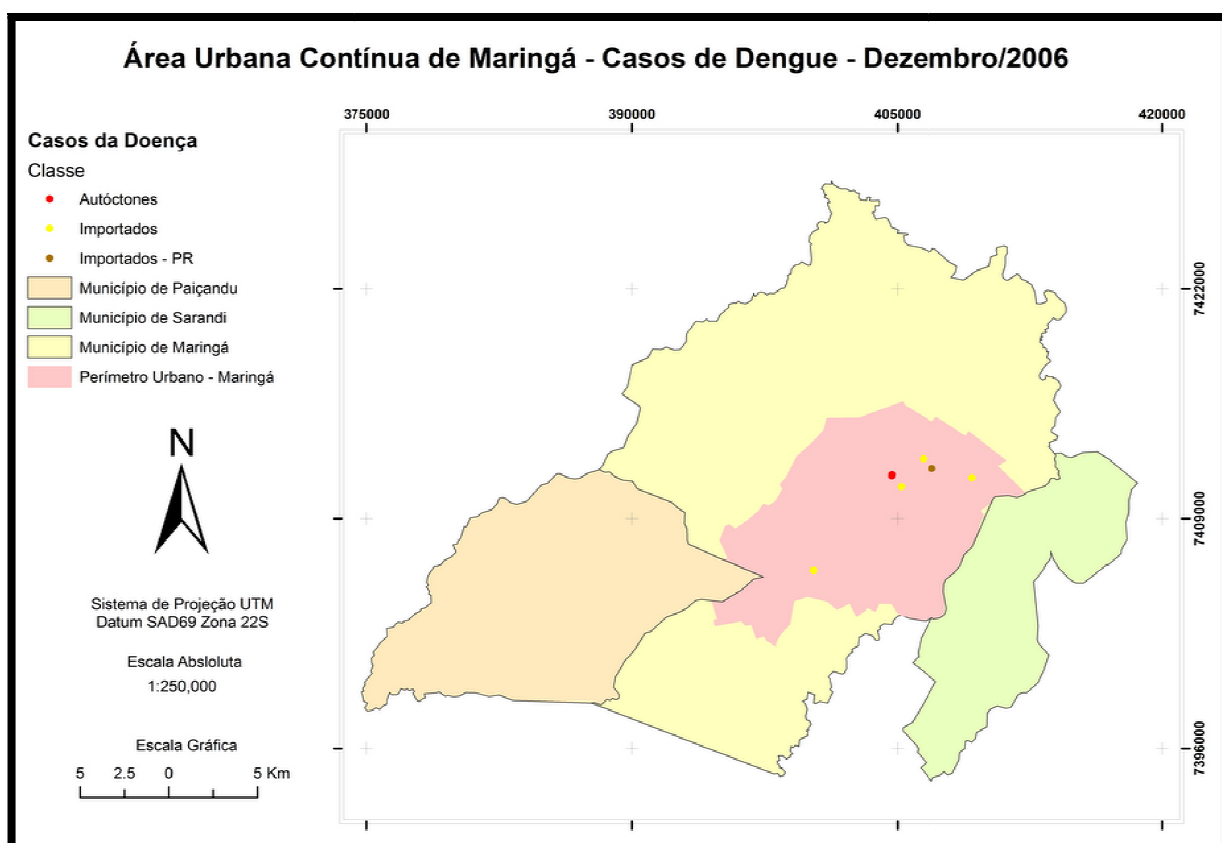 Área Urbana Contínua de Maringá - Casos de Dengue - Dezembro/2006
375000 390000 405000 420000
Casos da Doença
Classe
Autóctones
Importados
Importados - PR
Município de Paiçandu
Município de Sarandi
Município de Maringá
Perímetro Urbano - Maringá
7422000
7409000
7396000
N
Sistema de Projeção UTM
Datum SAD69 Zona 22S
Escala Absloluta
1:250,000
Escala Gráfica
5 2.5 0 5 Km